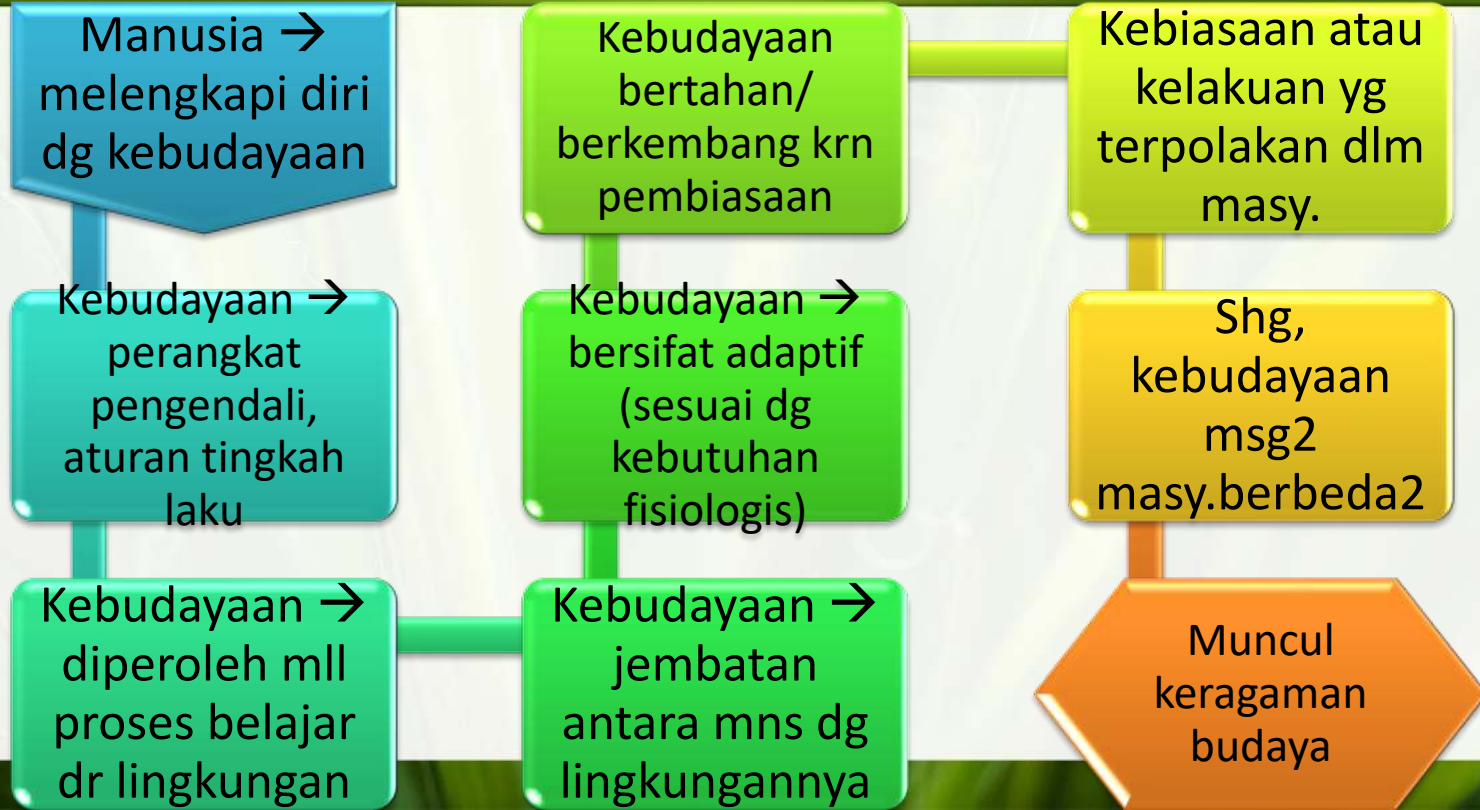 Manusia →
melengkapi diri
dg kebudayaan
Kebudayaan →
perangkat
pengendali,
aturan tingkah
laku
Kebudayaan →
diperoleh mll
proses belajar
dr lingkungan
Kebudayaan →
jembatan
antara mns dg
lingkungannya
Kebudayaan →
bersifat adaptif
(sesuai dg
kebutuhan
fisiologis)
Kebudayaan
bertahan/
berkembang krn
pembiasaan
Kebiasaan atau
kelakuan yg
terpolakan dlm
masy.
Shg,
kebudayaan
msg2
masy.berbeda2
Muncul
keragaman
budaya